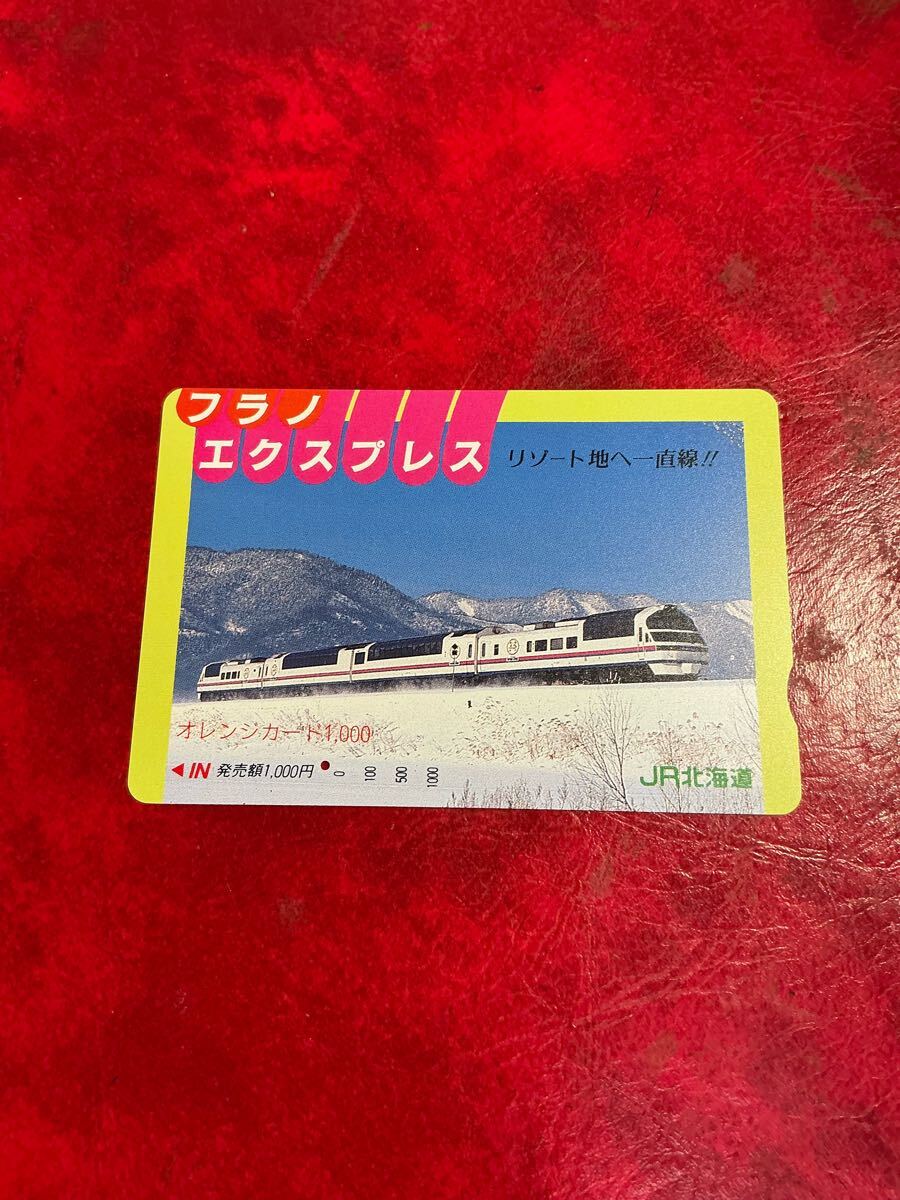 フラノ
エクスプレス
リゾート地へ一直線!!
オレンジカード1,000
◀IN 発売額1,000円
0 100 500 1000
JR北海道